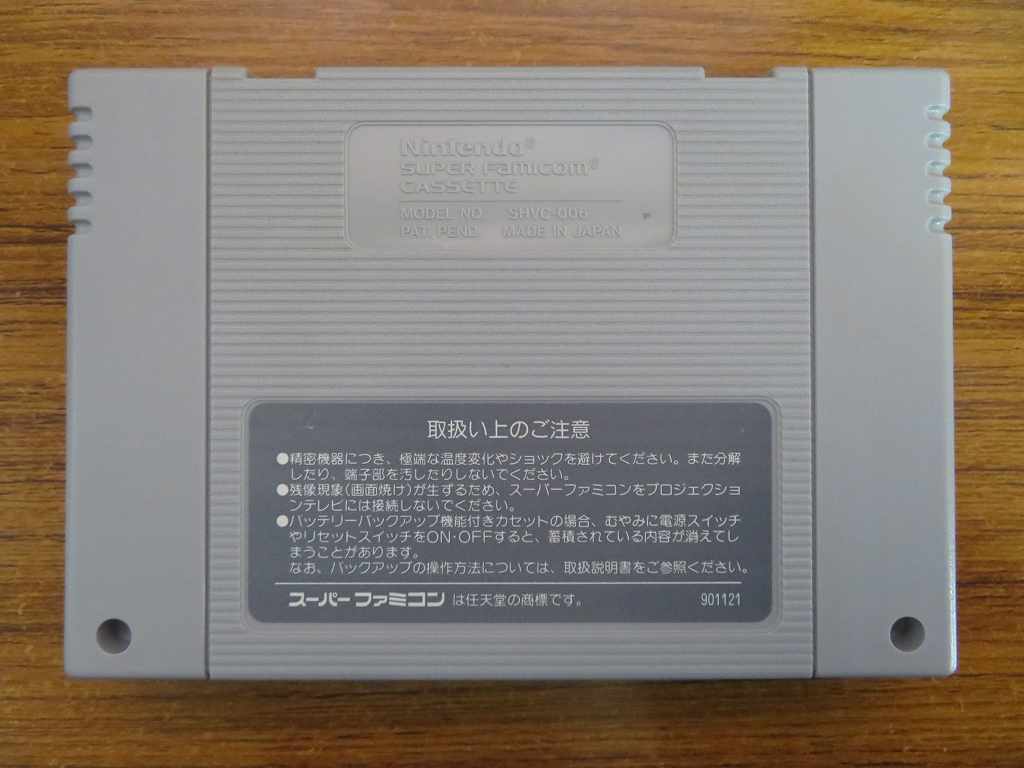 Nintendo®
SUPER FAMICOM®
CASSETTE
MODEL NO. SHVC-006
PAT. PEND. MADE IN JAPAN
取扱い上のご注意
●精密機器につき、極端な温度変化やショックを避けてください。また分解
したり、端子部を汚したりしないでください。
●残像現象(画面焼け)が生ずるため、スーパーファミコンをプロジェクショ
ンテレビには接続しないでください。
●バッテリーバックアップ機能付きカセットの場合、むやみに電源スイッチ
やリセットスイッチをON・OFFすると、蓄積されている内容が消えてし
まうことがあります。
なお、バックアップの操作方法については、取扱説明書をご参照ください。
スーパーファミコン は任天堂の商標です。 901121